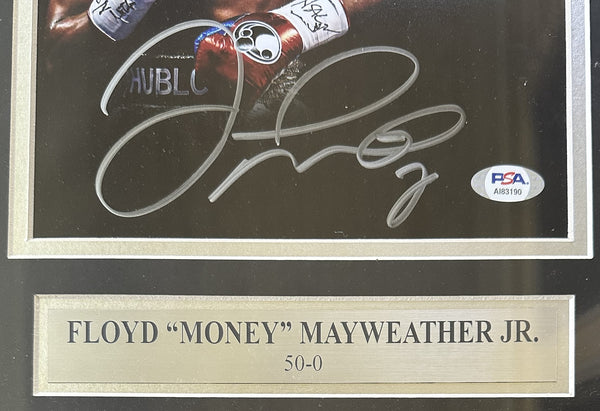 HUBLO
PSA
AI83190
FLOYD “MONEY” MAYWEATHER JR.
50-0